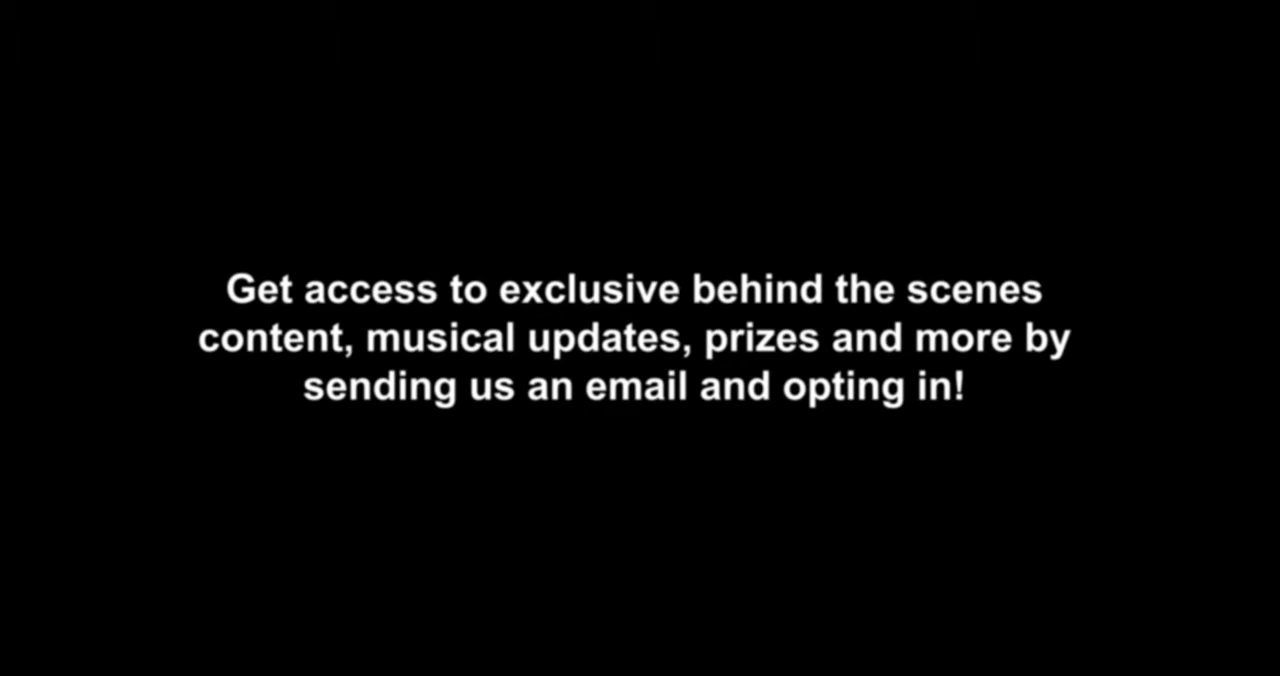 Get access to exclusive behind the scenes
content, musical updates, prizes and more by
sending us an email and opting in!